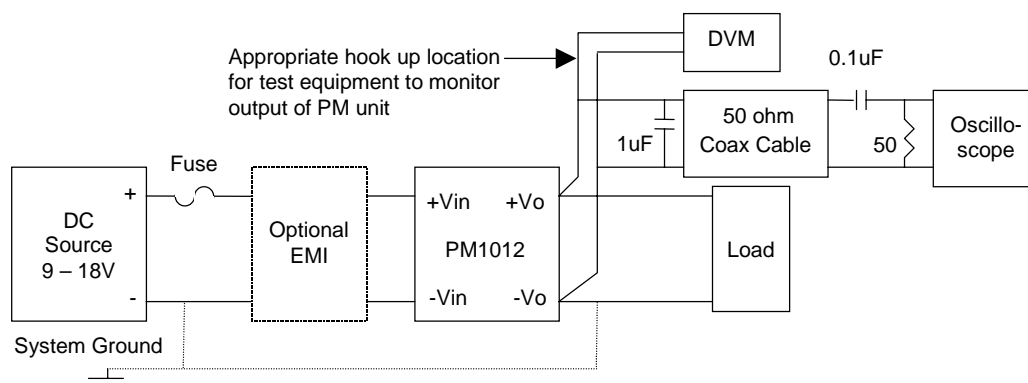 DVM
Appropriate hook up location
for test equipment to monitor
output of PM unit
0.1uF
1uF
50 ohm
Coax Cable
50
Oscillo-
scope
Fuse
+
DC
Source
9 – 18V
-
Optional
EMI
+Vin +Vo
PM1012
-Vin -Vo
Load
System Ground